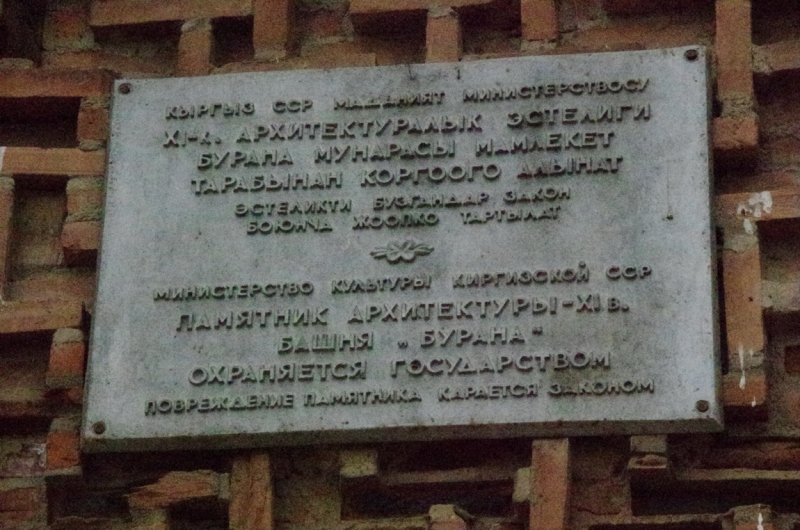 КЫРГЫЗ ССР МАДАНИЯТ МИНИСТЕРСТВОСУ
XI-К. АРХИТЕКТУРАЛЫК ЭСТЕЛИГИ
БУРАНА МУНАРАСЫ МАМЛЕКЕТ
ТАРАБЫНАН КОРГООГО АЛЫНАТ
ЭСТЕЛИКТИ БУЗГАНДАР ЗАКОН
БОЮНЧА ЖООПКО ТАРТЫЛАТ
МИНИСТЕРСТВО КУЛЬТУРЫ КИРГИЗСКОЙ ССР
ПАМЯТНИК АРХИТЕКТУРЫ-XI В.
БАШНЯ „БУРАНА“
ОХРАНЯЕТСЯ ГОСУДАРСТВОМ
ПОВРЕЖДЕНИЕ ПАМЯТНИКА КАРАЕТСЯ ЗАКОНОМ